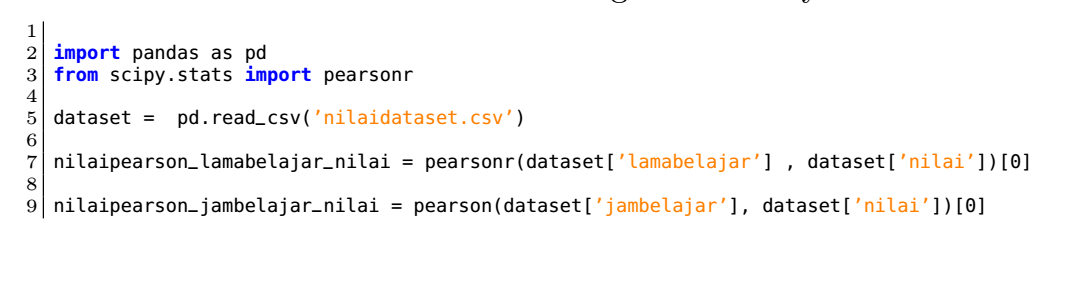 1
2 import pandas as pd
3 from scipy.stats import pearsonr
4
5 dataset =  pd.read_csv('nilaidataset.csv')
6
7 nilaipearson_lamabelajar_nilai = pearsonr(dataset['lamabelajar'] , dataset['nilai'])[0]
8
9 nilaipearson_jambelajar_nilai = pearson(dataset['jambelajar'], dataset['nilai'])[0]